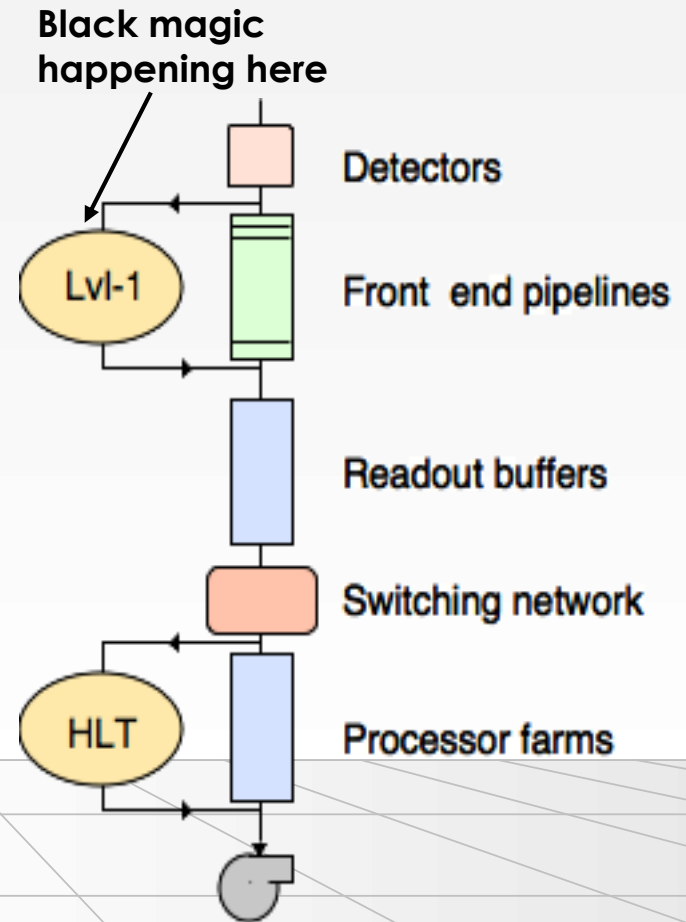 Black magic
happening here
Detectors
Lvl-1
Front end pipelines
Readout buffers
Switching network
HLT
Processor farms